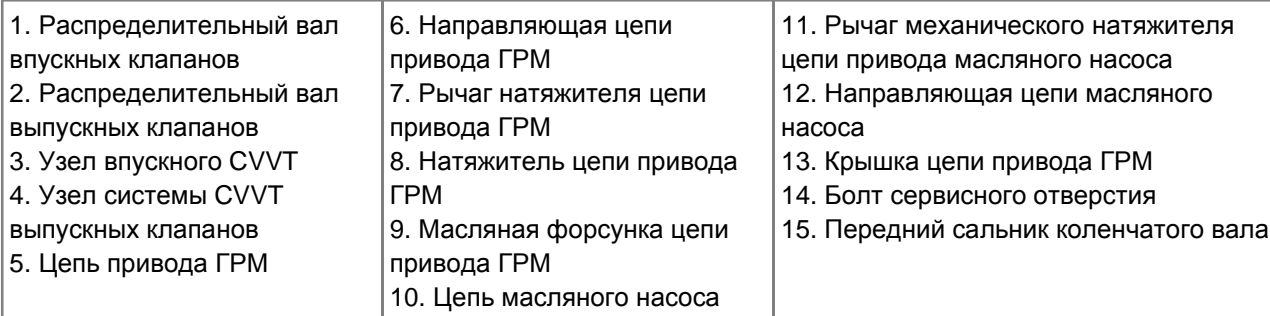 1. Распределительный вал
впускных клапанов
2. Распределительный вал
выпускных клапанов
3. Узел впускного CVVT
4. Узел системы CVVT
выпускных клапанов
5. Цепь привода ГРМ
6. Направляющая цепи
привода ГРМ
7. Рычаг натяжителя цепи
привода ГРМ
8. Натяжитель цепи привода
ГРМ
9. Масляная форсунка цепи
привода ГРМ
10. Цепь масляного насоса
11. Рычаг механического натяжителя
цепи привода масляного насоса
12. Направляющая цепи масляного
насоса
13. Крышка цепи привода ГРМ
14. Болт сервисного отверстия
15. Передний сальник коленчатого вала